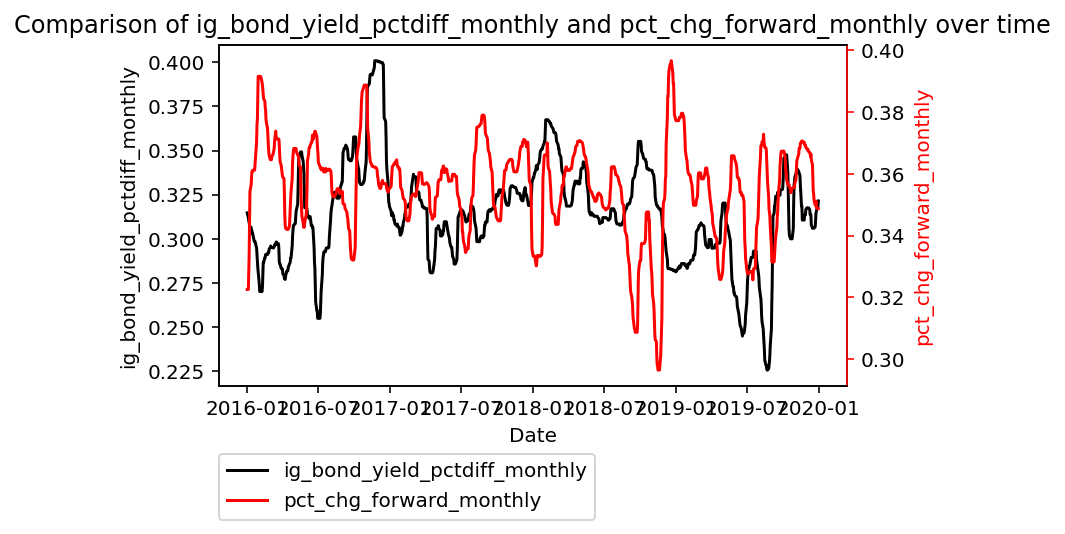 Comparison of ig_bond_yield_pctdiff_monthly and pct_chg_forward_monthly over time
ig_bond_yield_pctdiff_monthly
0.400
0.375
0.350
0.325
0.300
0.275
0.250
0.225
0.40
0.38
0.36
0.34
0.32
0.30
pct_chg_forward_monthly
2016-01 2016-07 2017-01 2017-07 2018-01 2018-07 2019-01 2019-07 2020-01
Date
ig_bond_yield_pctdiff_monthly
pct_chg_forward_monthly